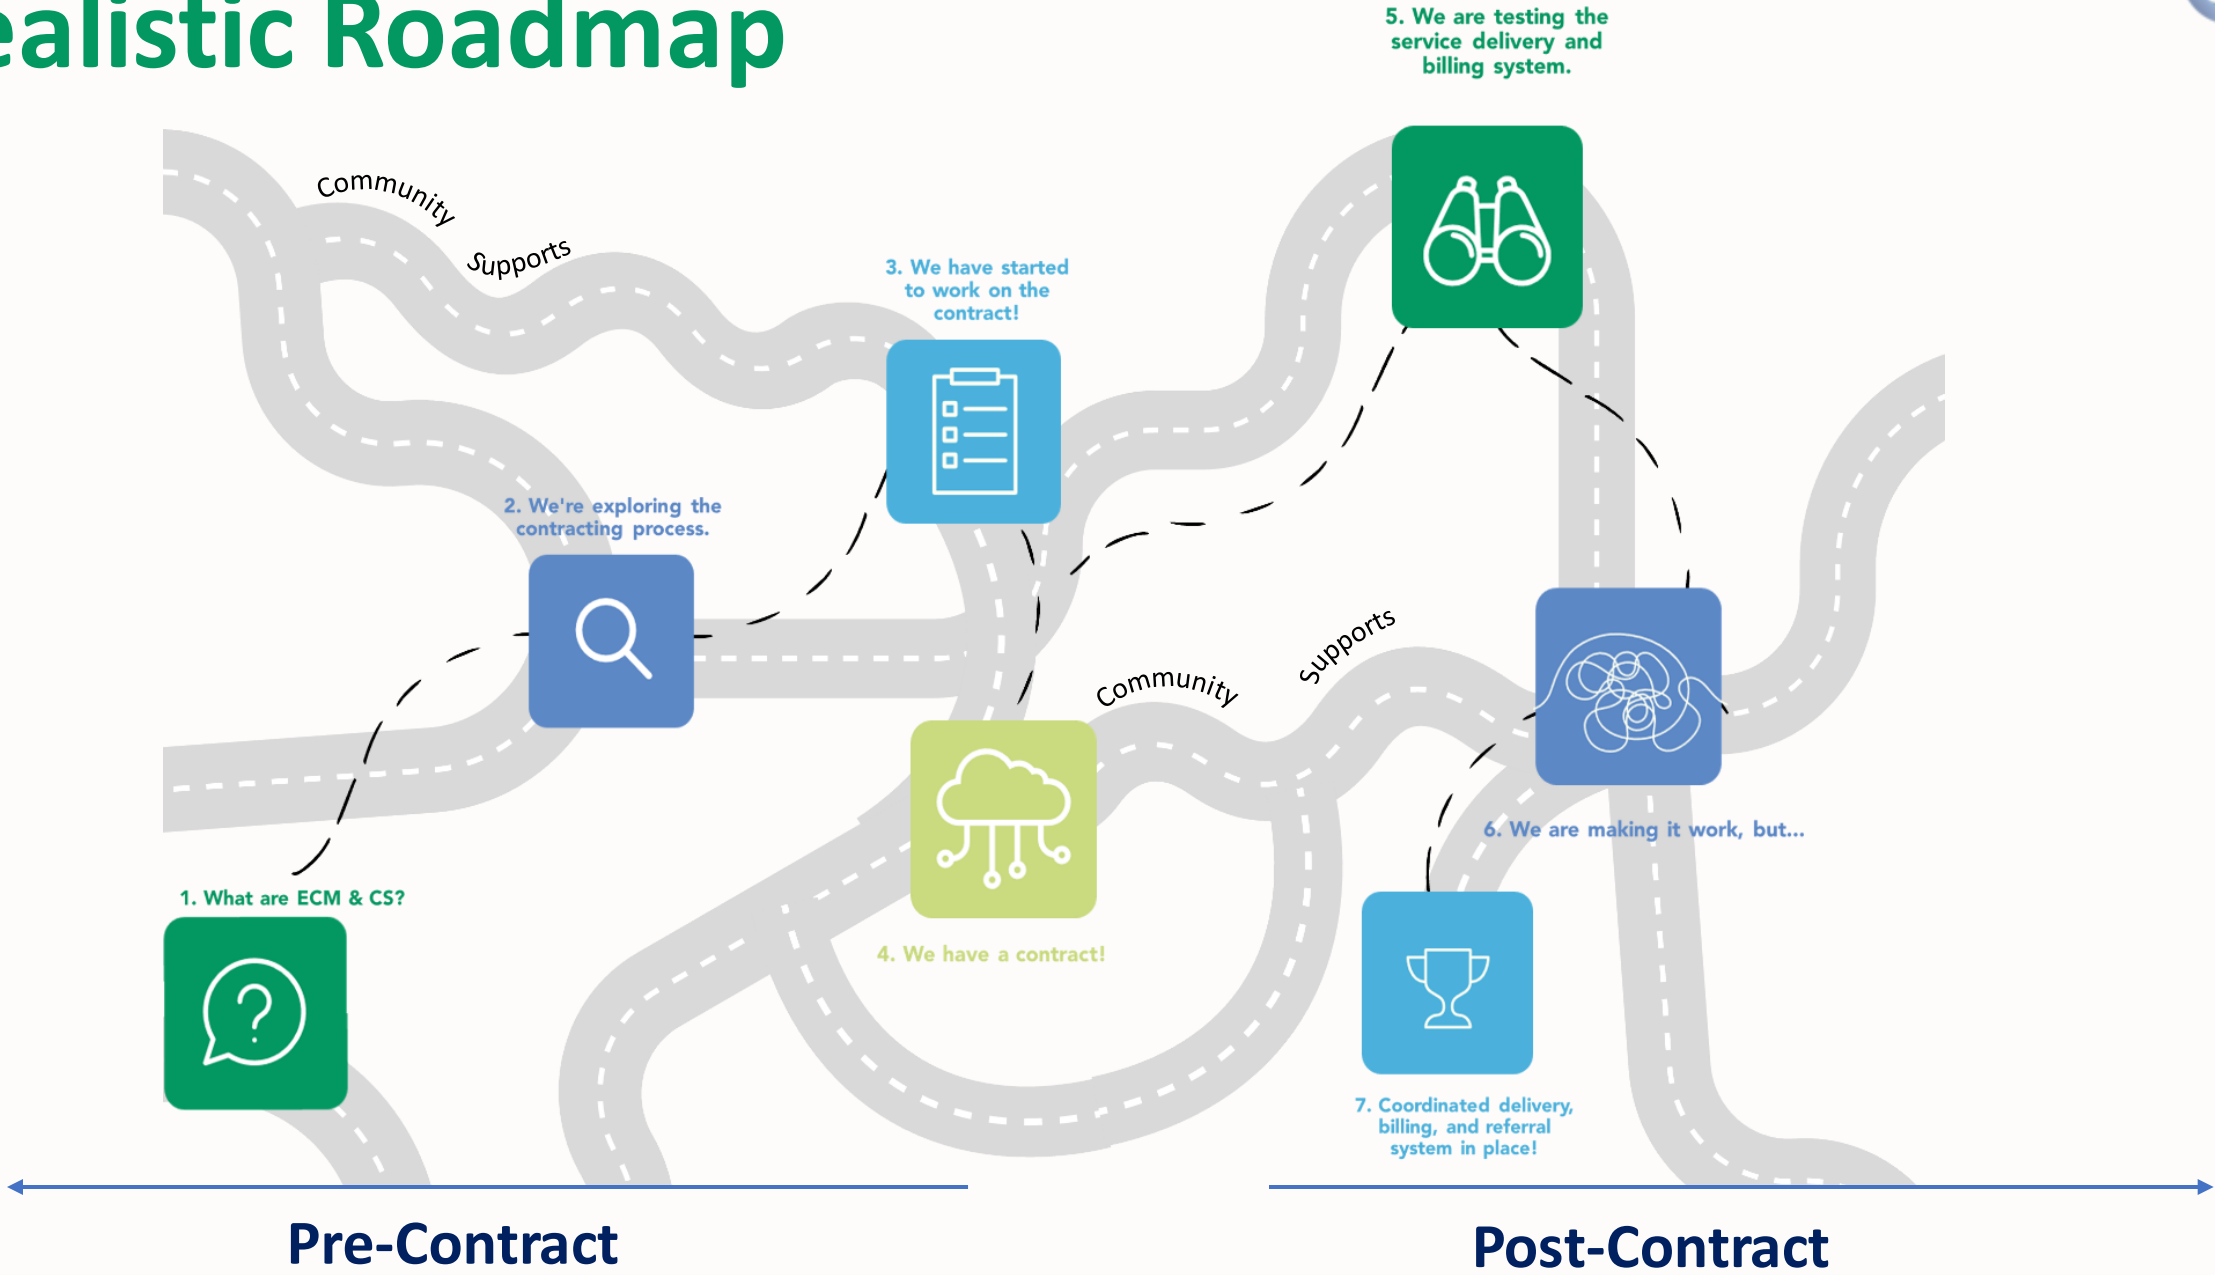 ealistic Roadmap
5. We are testing the
service delivery and
billing system.
Community
Supports
3. We have started
to work on the
contract!
2. We're exploring the
contracting process.
Community
Supports
6. We are making it work, but...
1. What are ECM & CS?
4. We have a contract!
7. Coordinated delivery,
billing, and referral
system in place!
Pre-Contract
Post-Contract